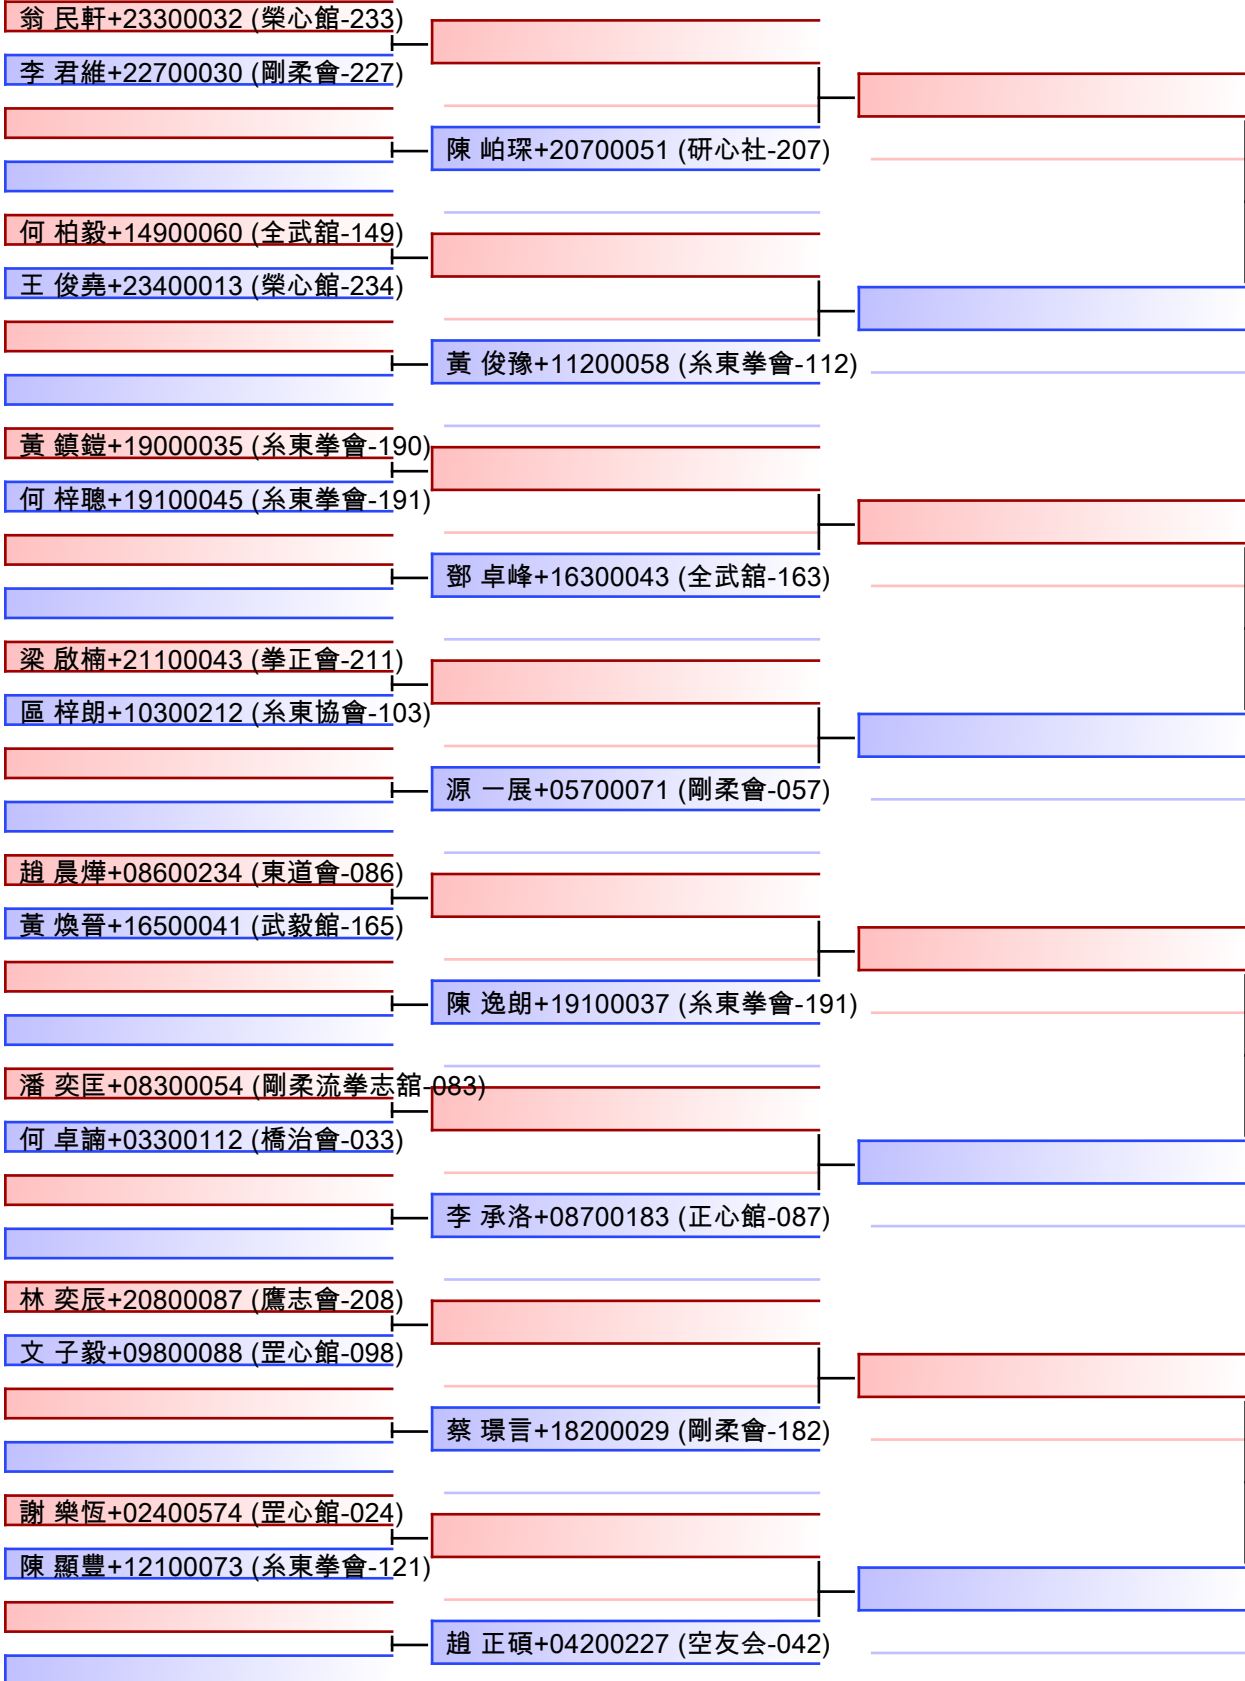 翁 民軒+23300032 (榮心館-233)
李 君維+22700030 (剛柔會-227)
陳 皛琛+20700051 (研心社-207)
何 柏毅+14900060 (全武舘-149)
王 俊堯+23400013 (榮心館-234)
黃 俊豫+11200058 (糸東拳會-112)
黃 鎮鎧+19000035 (糸東拳會-190)
何 梓聰+19100045 (糸東拳會-191)
鄧 卓峰+16300043 (全武舘-163)
梁 啟楠+21100043 (拳正會-211)
區 梓朗+10300212 (糸東協會-103)
源 一展+05700071 (剛柔會-057)
趙 晨燁+08600234 (東道會-086)
黃 煥晉+16500041 (武毅館-165)
陳 逸朗+19100037 (糸東拳會-191)
潘 奕匡+08300054 (剛柔流拳志舘-083)
何 卓諵+03300112 (橋治會-033)
李 承洛+08700183 (正心館-087)
林 奕辰+20800087 (鷹志會-208)
文 子毅+09800088 (罡心館-098)
蔡 璟言+18200029 (剛柔會-182)
謝 樂恆+02400574 (罡心館-024)
陳 顯豐+12100073 (糸東拳會-121)
趙 正碩+04200227 (空友会-042)